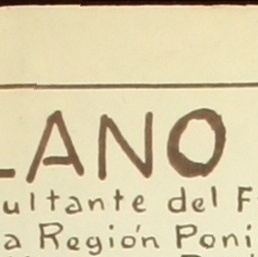 LANO
ultante del F
a Región Poni